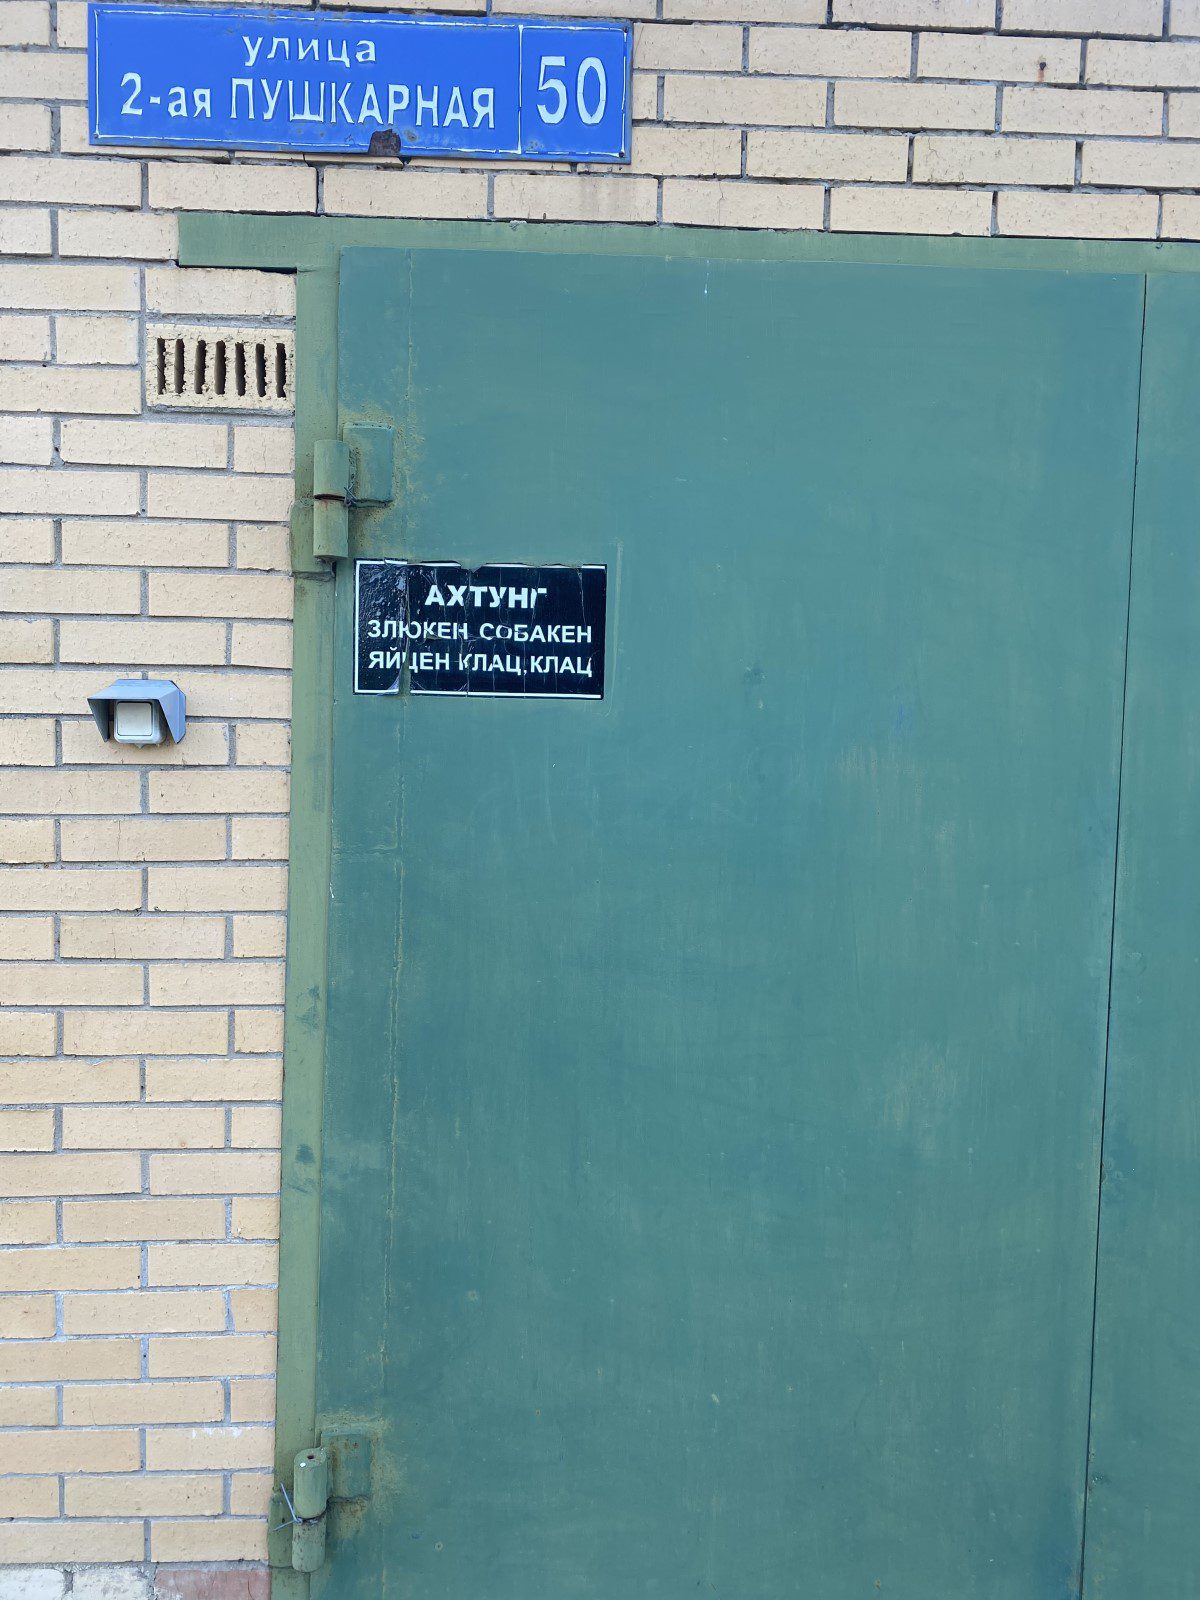 улица
2-ая ПУШКАРНАЯ
50
АХТУНГ
ЗЛЮКЕН СОБАКЕН
ЯЙЦЕН КЛАЦ,КЛАЦ